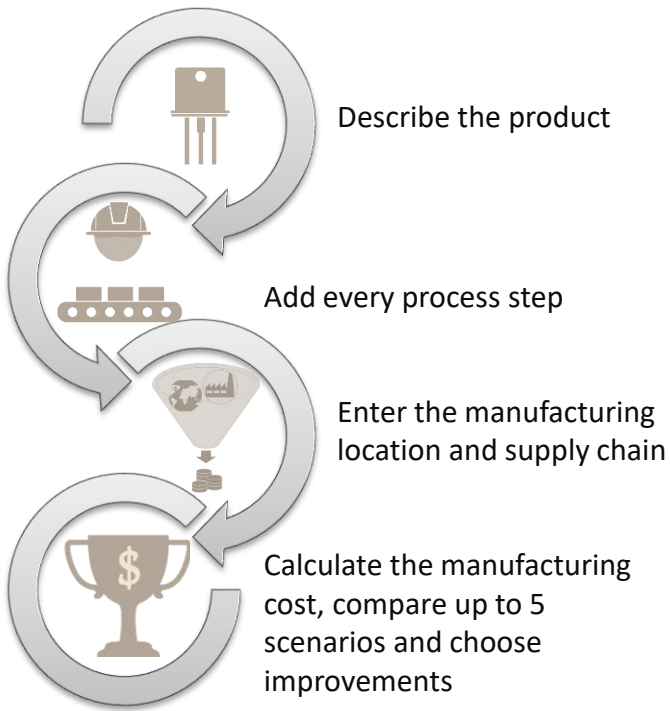 Describe the product
Add every process step
Enter the manufacturing
location and supply chain
$
Calculate the manufacturing
cost, compare up to 5
scenarios and choose
improvements